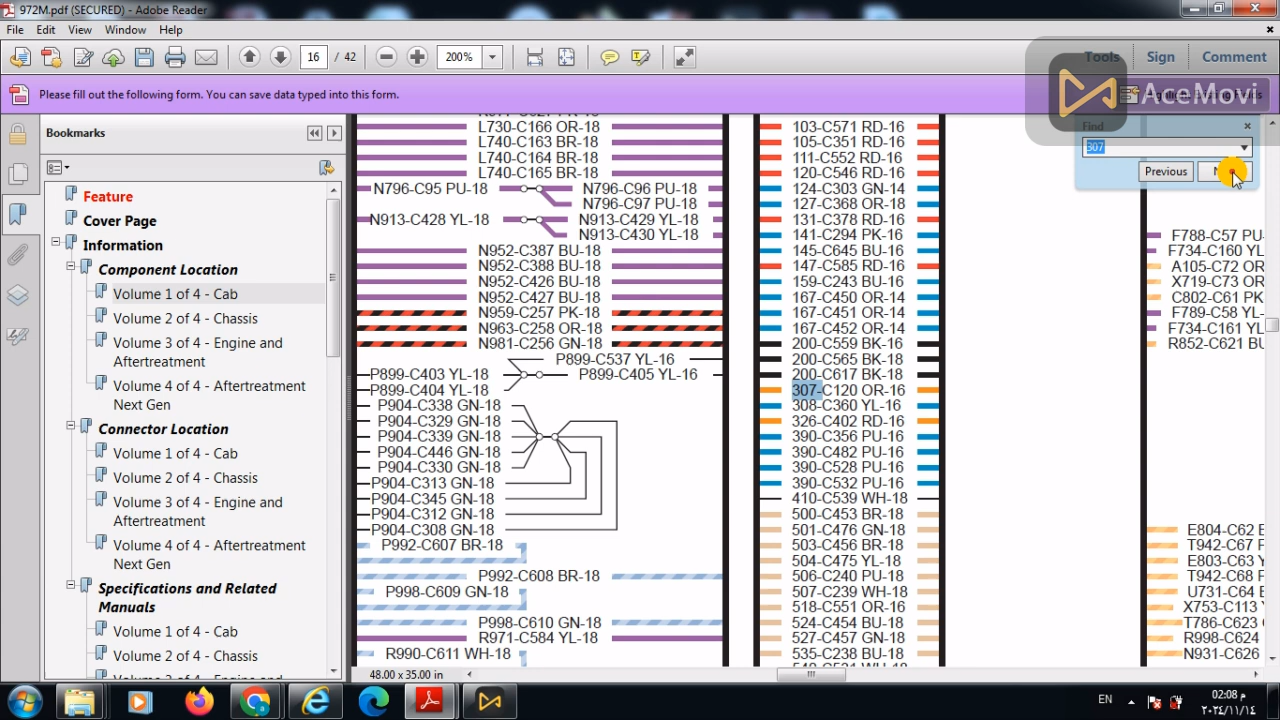 972M.pdf (SECURED) - Adobe Reader
File Edit View Window Help
16 / 42 200% Tools Sign Comment
Please fill out the following form. You can save data typed into this form.
AceMovi
Find
307
Previous
Bookmarks
Feature
Cover Page
Information
Component Location
Volume 1 of 4 - Cab
Volume 2 of 4 - Chassis
Volume 3 of 4 - Engine and
Aftertreatment
Volume 4 of 4 - Aftertreatment
Next Gen
Connector Location
Volume 1 of 4 - Cab
Volume 2 of 4 - Chassis
Volume 3 of 4 - Engine and
Aftertreatment
Volume 4 of 4 - Aftertreatment
Next Gen
Specifications and Related
Manuals
Volume 1 of 4 - Cab
Volume 2 of 4 - Chassis
L730-C166 OR-18
L740-C163 BR-18
L740-C164 BR-18
L740-C165 BR-18
N796-C95 PU-18 N796-C96 PU-18
N796-C97 PU-18
N913-C428 YL-18 N913-C429 YL-18
N913-C430 YL-18
N952-C387 BU-18
N952-C388 BU-18
N952-C426 BU-18
N952-C427 BU-18
N959-C257 PK-18
N963-C258 OR-18
N981-C256 GN-18
P899-C537 YL-16
P899-C403 YL-18 P899-C405 YL-16
P899-C404 YL-18
P904-C338 GN-18
P904-C329 GN-18
P904-C339 GN-18
P904-C446 GN-18
P904-C330 GN-18
P904-C313 GN-18
P904-C345 GN-18
P904-C312 GN-18
P904-C308 GN-18
P992-C607 BR-18
P992-C608 BR-18
P998-C609 GN-18
P998-C610 GN-18
R971-C584 YL-18
R990-C611 WH-18
103-C571 RD-16
105-C351 RD-16
111-C552 RD-16
120-C546 RD-16
124-C303 GN-14
127-C368 OR-18
131-C378 RD-16
141-C294 PK-16
145-C645 BU-16
147-C585 RD-16
159-C243 BU-16
167-C450 OR-14
167-C451 OR-14
167-C452 OR-14
200-C559 BK-16
200-C565 BK-18
200-C617 BK-18
307-C120 OR-16
308-C360 YL-16
326-C402 RD-16
390-C356 PU-16
390-C482 PU-16
390-C528 PU-16
390-C532 PU-16
410-C539 WH-18
500-C453 BR-18
501-C476 GN-18
503-C456 BR-18
504-C475 YL-18
506-C240 PU-18
507-C239 WH-18
518-C551 OR-16
524-C454 BU-18
527-C457 GN-18
535-C238 BU-18
F788-C57 PU
F734-C160 YL
A105-C72 OR
X719-C73 OR
C802-C61 PK
F789-C58 YL
F734-C161 YL
R852-C621 BU
E804-C62
T942-C67
E803-C63
T942-C68
U731-C64
X753-C113
T786-C623
R998-C624
N931-C626
48.00 x 35.00 in
EN
02:08 م
٢٠٢٤/١١/١٤